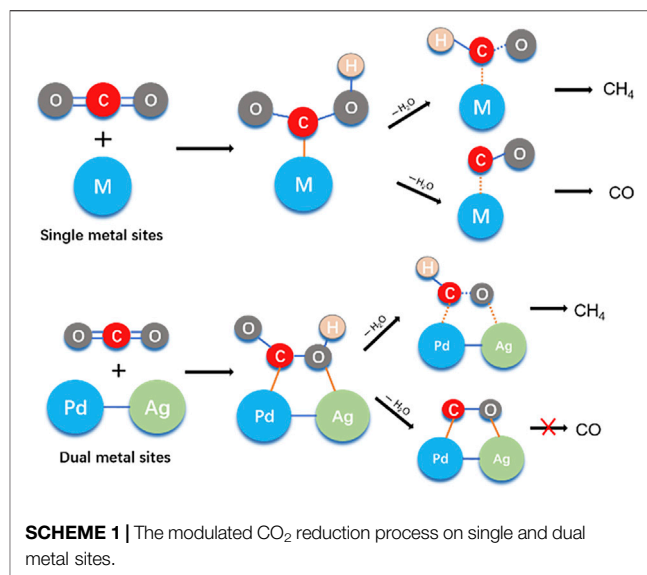 O C O
+
M
Single metal sites
H
O O
C
M
–H₂O
–H₂O
H C O
M
CH₄
C O
M
CO
O C O
+
Pd Ag
Dual metal sites
O H
C O
Pd Ag
–H₂O
–H₂O
H
C O
Pd Ag
CH₄
C O
Pd Ag
CO
SCHEME 1 | The modulated CO₂ reduction process on single and dual
metal sites.